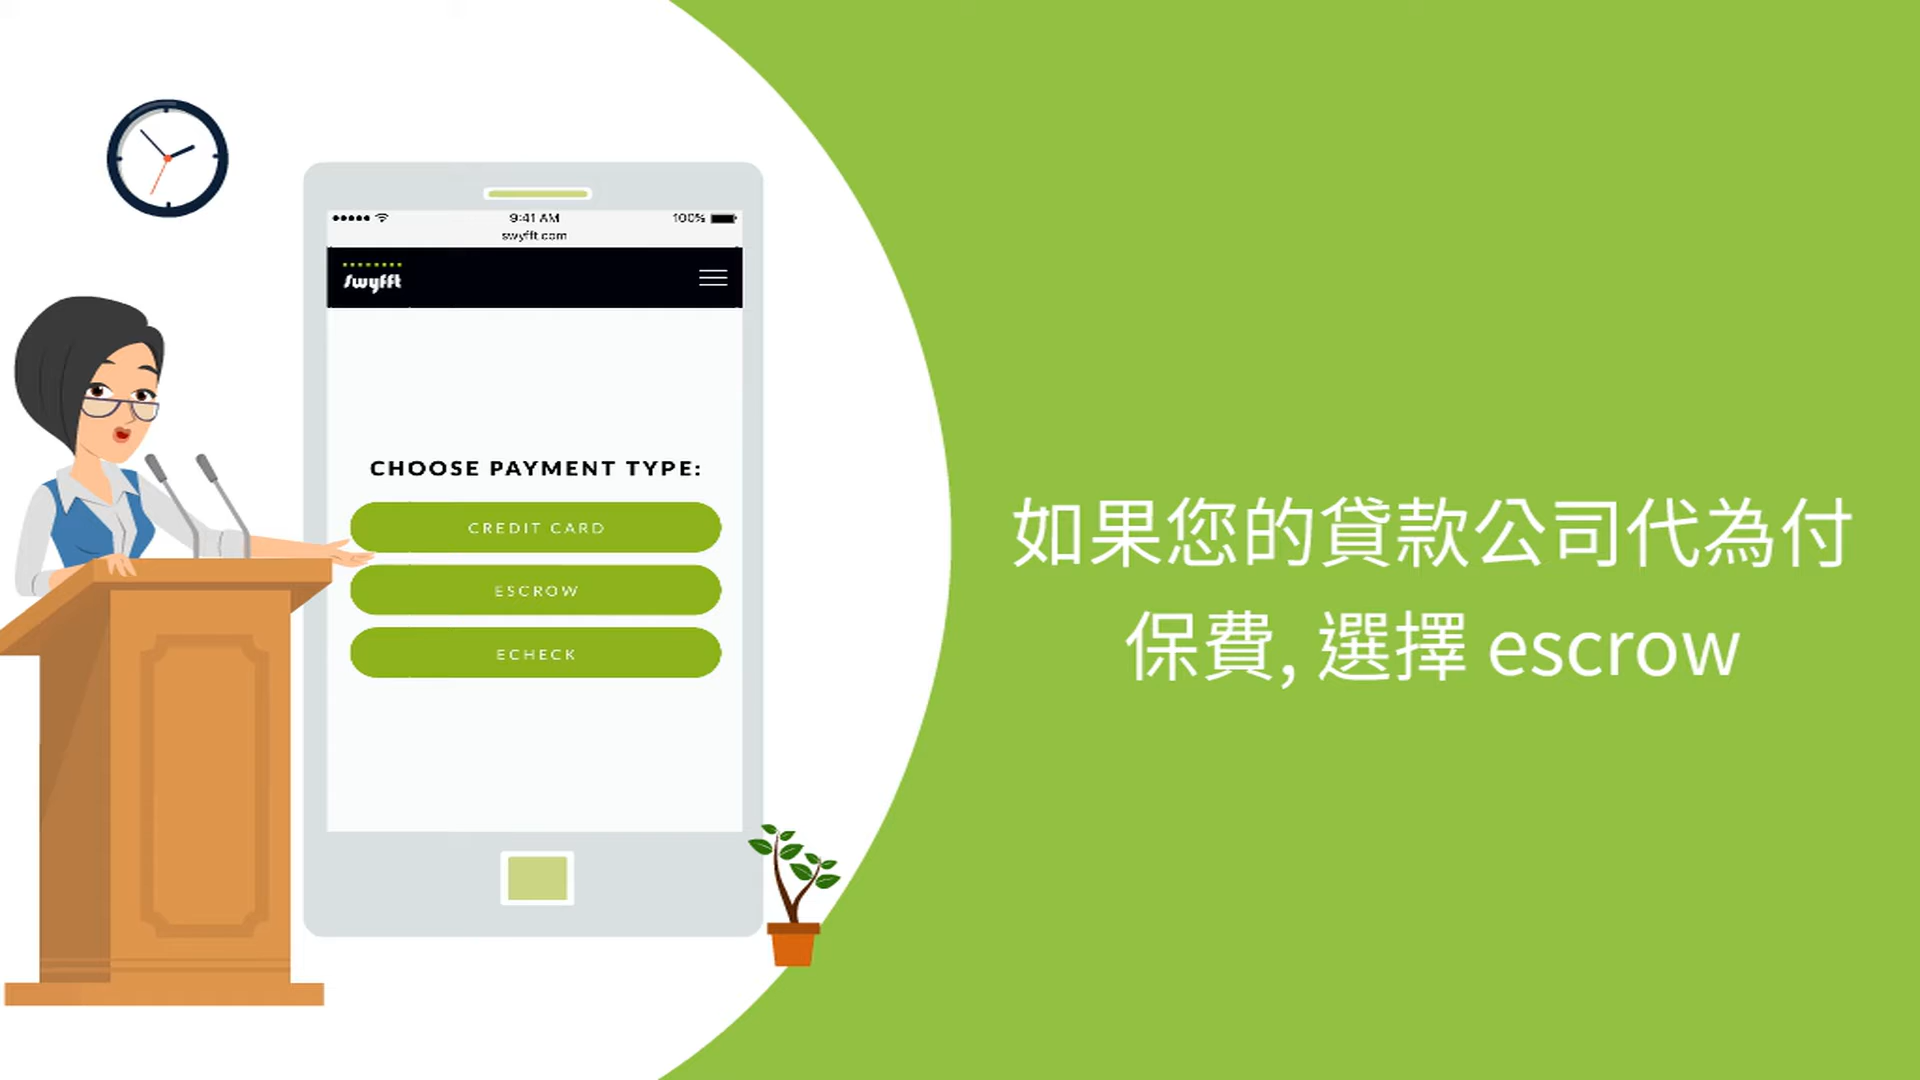 9:41 AM
100%
swyfft.com
swyfft
CHOOSE PAYMENT TYPE:
CREDIT CARD
ESCROW
ECHECK
如果您的貸款公司代為付
保費, 選擇 escrow